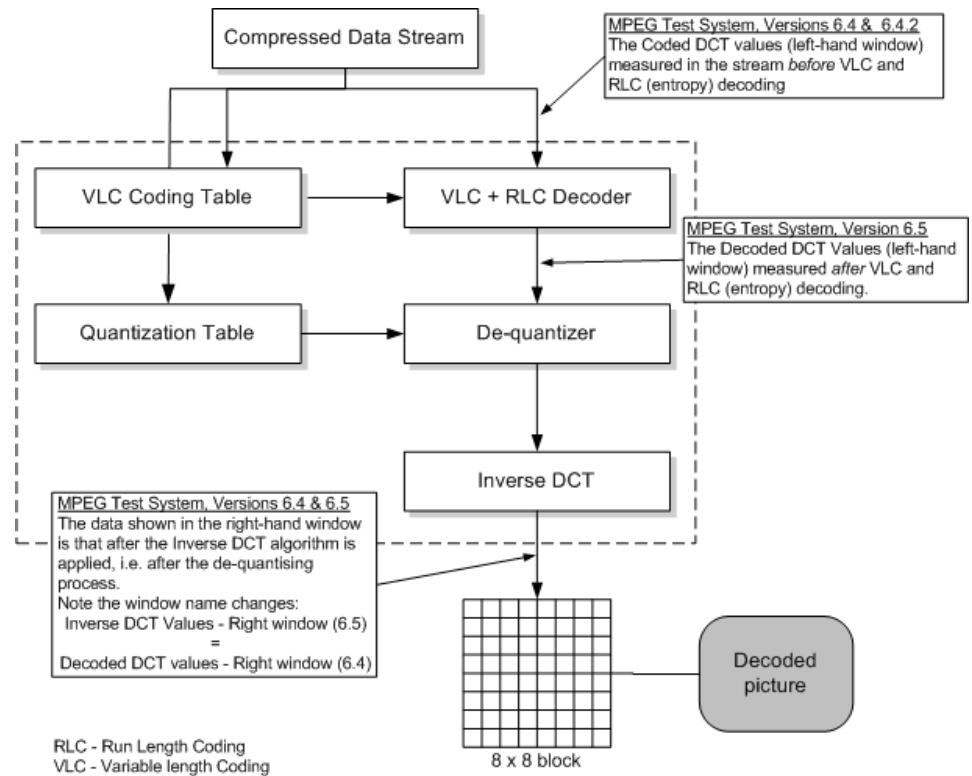 Compressed Data Stream
MPEG Test System, Versions 6.4 & 6.4.2
The Coded DCT values (left-hand window)
measured in the stream before VLC and
RLC (entropy) decoding
VLC Coding Table
VLC + RLC Decoder
MPEG Test System, Version 6.5
The Decoded DCT Values (left-hand
window) measured after VLC and
RLC (entropy) decoding.
Quantization Table
De-quantizer
Inverse DCT
MPEG Test System, Versions 6.4 & 6.5
The data shown in the right-hand window
is that after the Inverse DCT algorithm is
applied, i.e. after the de-quantising
process.
Note the window name changes:
Inverse DCT Values - Right window (6.5)
=
Decoded DCT values - Right window (6.4)
Decoded
picture
8 x 8 block
RLC - Run Length Coding
VLC - Variable length Coding